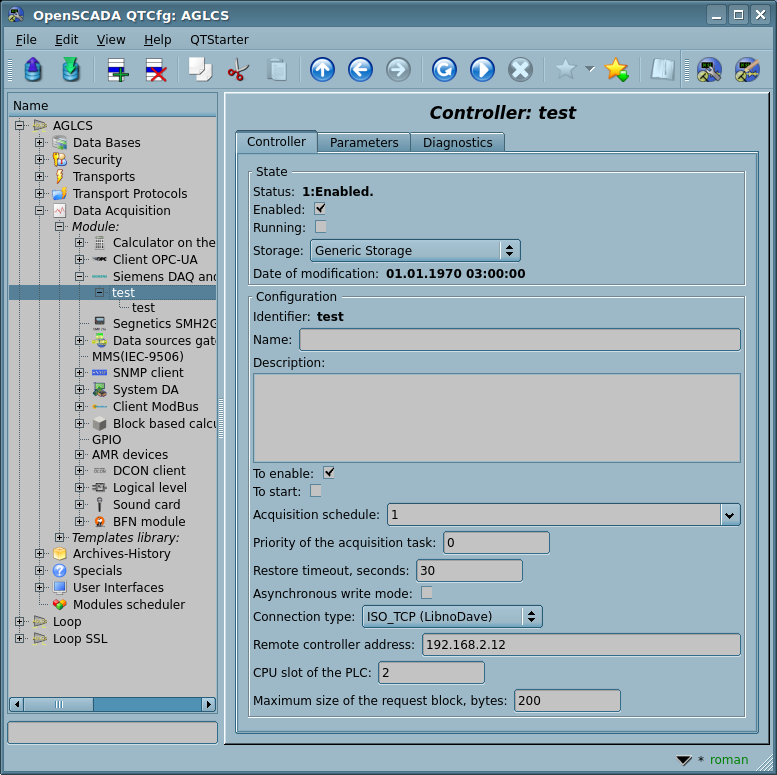 OpenSCADA QTCfg: AGLCS
File Edit View Help QTStarter
Name
AGLCS
Data Bases
Security
Transports
Transport Protocols
Data Acquisition
Module:
Calculator on the
Client OPC-UA
Siemens DAQ and
test
test
Segnetics SMH2G
Data sources gat
MMS(IEC-9506)
SNMP client
System DA
Client ModBus
Block based calcu
GPIO
AMR devices
DCON client
Logical level
Sound card
BFN module
Templates library:
Archives-History
Specials
User Interfaces
Modules scheduler
Loop
Loop SSL
Controller: test
Controller Parameters Diagnostics
State
Status: 1:Enabled.
Enabled:
Running:
Storage: Generic Storage
Date of modification: 01.01.1970 03:00:00
Configuration
Identifier: test
Name:
Description:
To enable:
To start:
Acquisition schedule: 1
Priority of the acquisition task: 0
Restore timeout, seconds: 30
Asynchronous write mode:
Connection type: ISO_TCP (LibnoDave)
Remote controller address: 192.168.2.12
CPU slot of the PLC: 2
Maximum size of the request block, bytes: 200
* roman